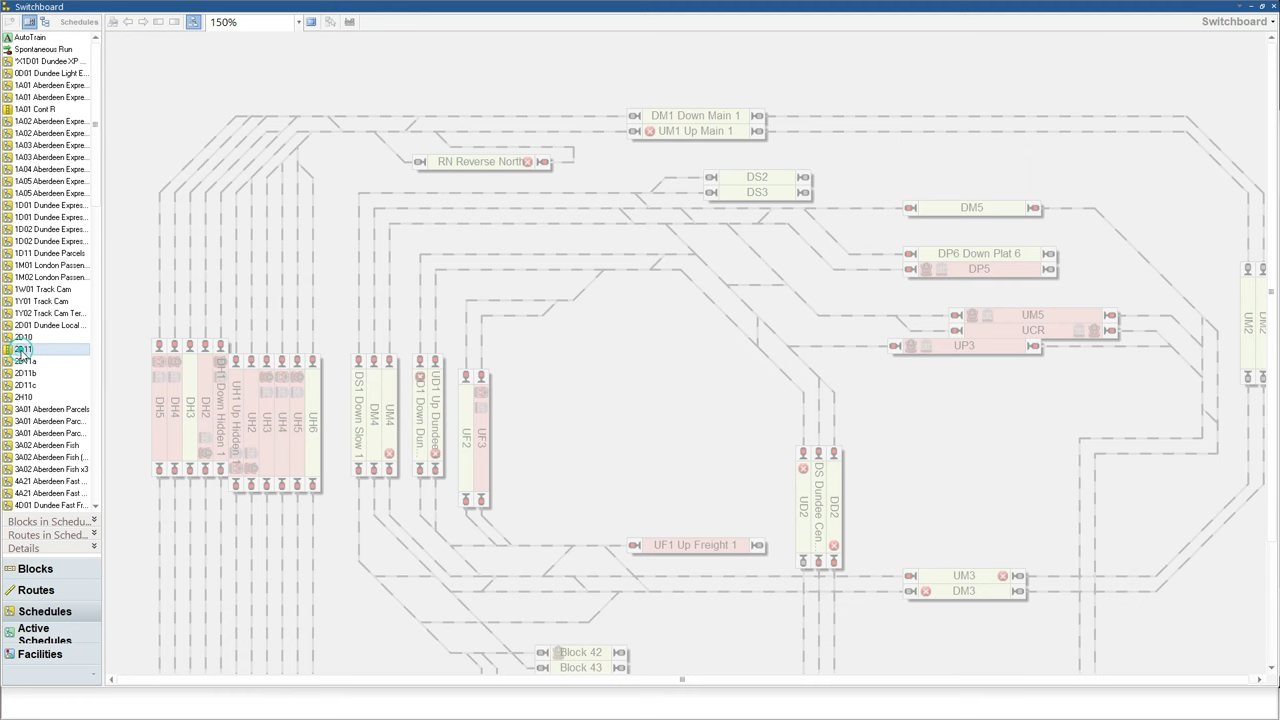 Switchboard
Schedules
150%
Switchboard
AutoTrain
Spontaneous Run
*X1D01 Dundee XP ...
0D01 Dundee Light E...
1A01 Aberdeen Expre...
1A01 Aberdeen Expre...
1A01 Cont R
1A02 Aberdeen Expre...
1A02 Aberdeen Expre...
1A03 Aberdeen Expre...
1A03 Aberdeen Expre...
1A04 Aberdeen Expre...
1A05 Aberdeen Expre...
1A05 Aberdeen Expre...
1D01 Dundee Expres...
1D01 Dundee Expres...
1D02 Dundee Expres...
1D02 Dundee Expres...
1D11 Dundee Parcels
1M01 London Passen...
1M02 London Passen...
1W01 Track Cam
1Y01 Track Cam
1Y02 Track Cam Ter...
2D01 Dundee Local ...
2D10
2D11
2D11a
2D11b
2D11c
2H10
3A01 Aberdeen Parcels
3A01 Aberdeen Parc...
3A01 Aberdeen Parc...
3A02 Aberdeen Fish
3A02 Aberdeen Fish (...
3A02 Aberdeen Fish x3
4A21 Aberdeen Fast ...
4A21 Aberdeen Fast ...
4D01 Dundee Fast Fr...
Blocks in Schedu...
Routes in Sched...
Details
Blocks
Routes
Schedules
Active
Schedules
Facilities
DM1 Down Main 1
UM1 Up Main 1
RN Reverse North
DS2
DS3
DM5
DP6 Down Plat 6
DP5
UM5
UCR
UP3
UM2
DM2
DH5
DH4
DH3
DH2
DH1 Down Hidden 1
UH1 Up Hidden 1
UH2
UH3
UH4
UH5
UH6
DS1 Down Slow 1
DM4
UM4
DD1 Down Dun...
UD1 Up Dundee
UF2
UF3
UD2
DS Dundee Cen...
DD2
UF1 Up Freight 1
UM3
DM3
Block 42
Block 43